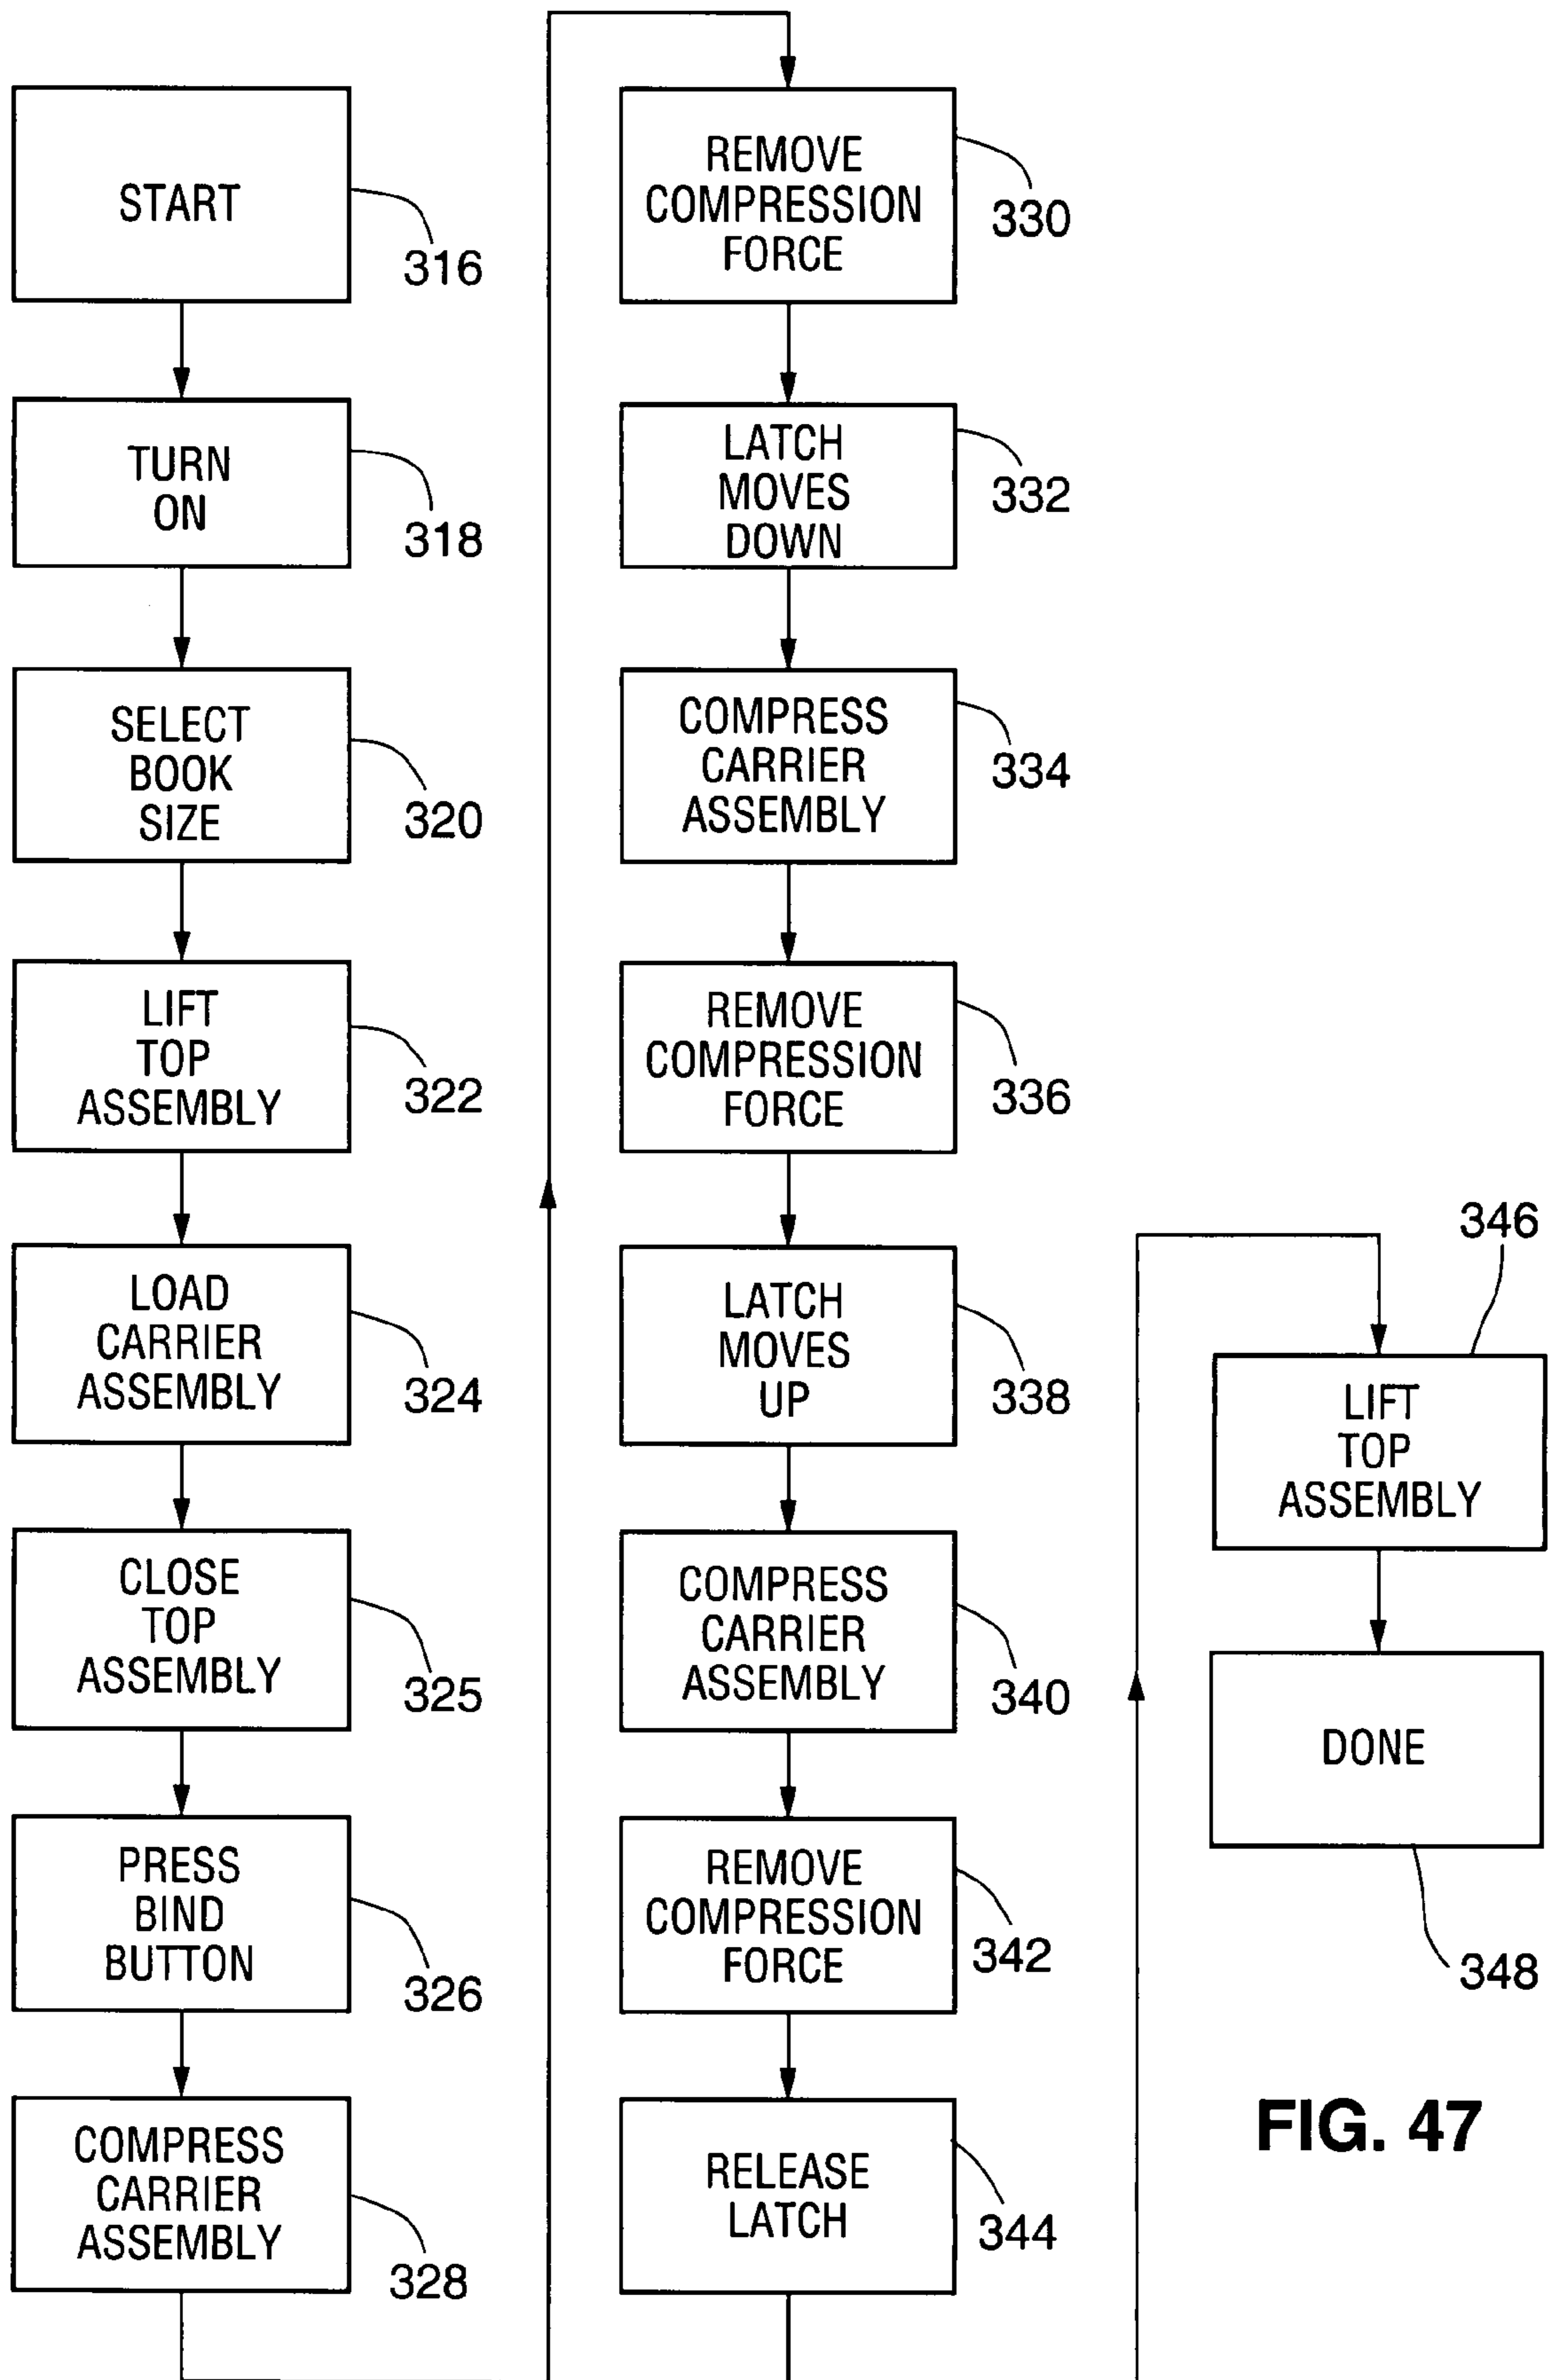 START
316
TURN
ON
318
SELECT
BOOK
SIZE
320
LIFT
TOP
ASSEMBLY
322
LOAD
CARRIER
ASSEMBLY
324
CLOSE
TOP
ASSEMBLY
325
PRESS
BIND
BUTTON
326
COMPRESS
CARRIER
ASSEMBLY
328
REMOVE
COMPRESSION
FORCE
330
LATCH
MOVES
DOWN
332
COMPRESS
CARRIER
ASSEMBLY
334
REMOVE
COMPRESSION
FORCE
336
LATCH
MOVES
UP
338
COMPRESS
CARRIER
ASSEMBLY
340
REMOVE
COMPRESSION
FORCE
342
RELEASE
LATCH
344
346
LIFT
TOP
ASSEMBLY
DONE
348
FIG. 47